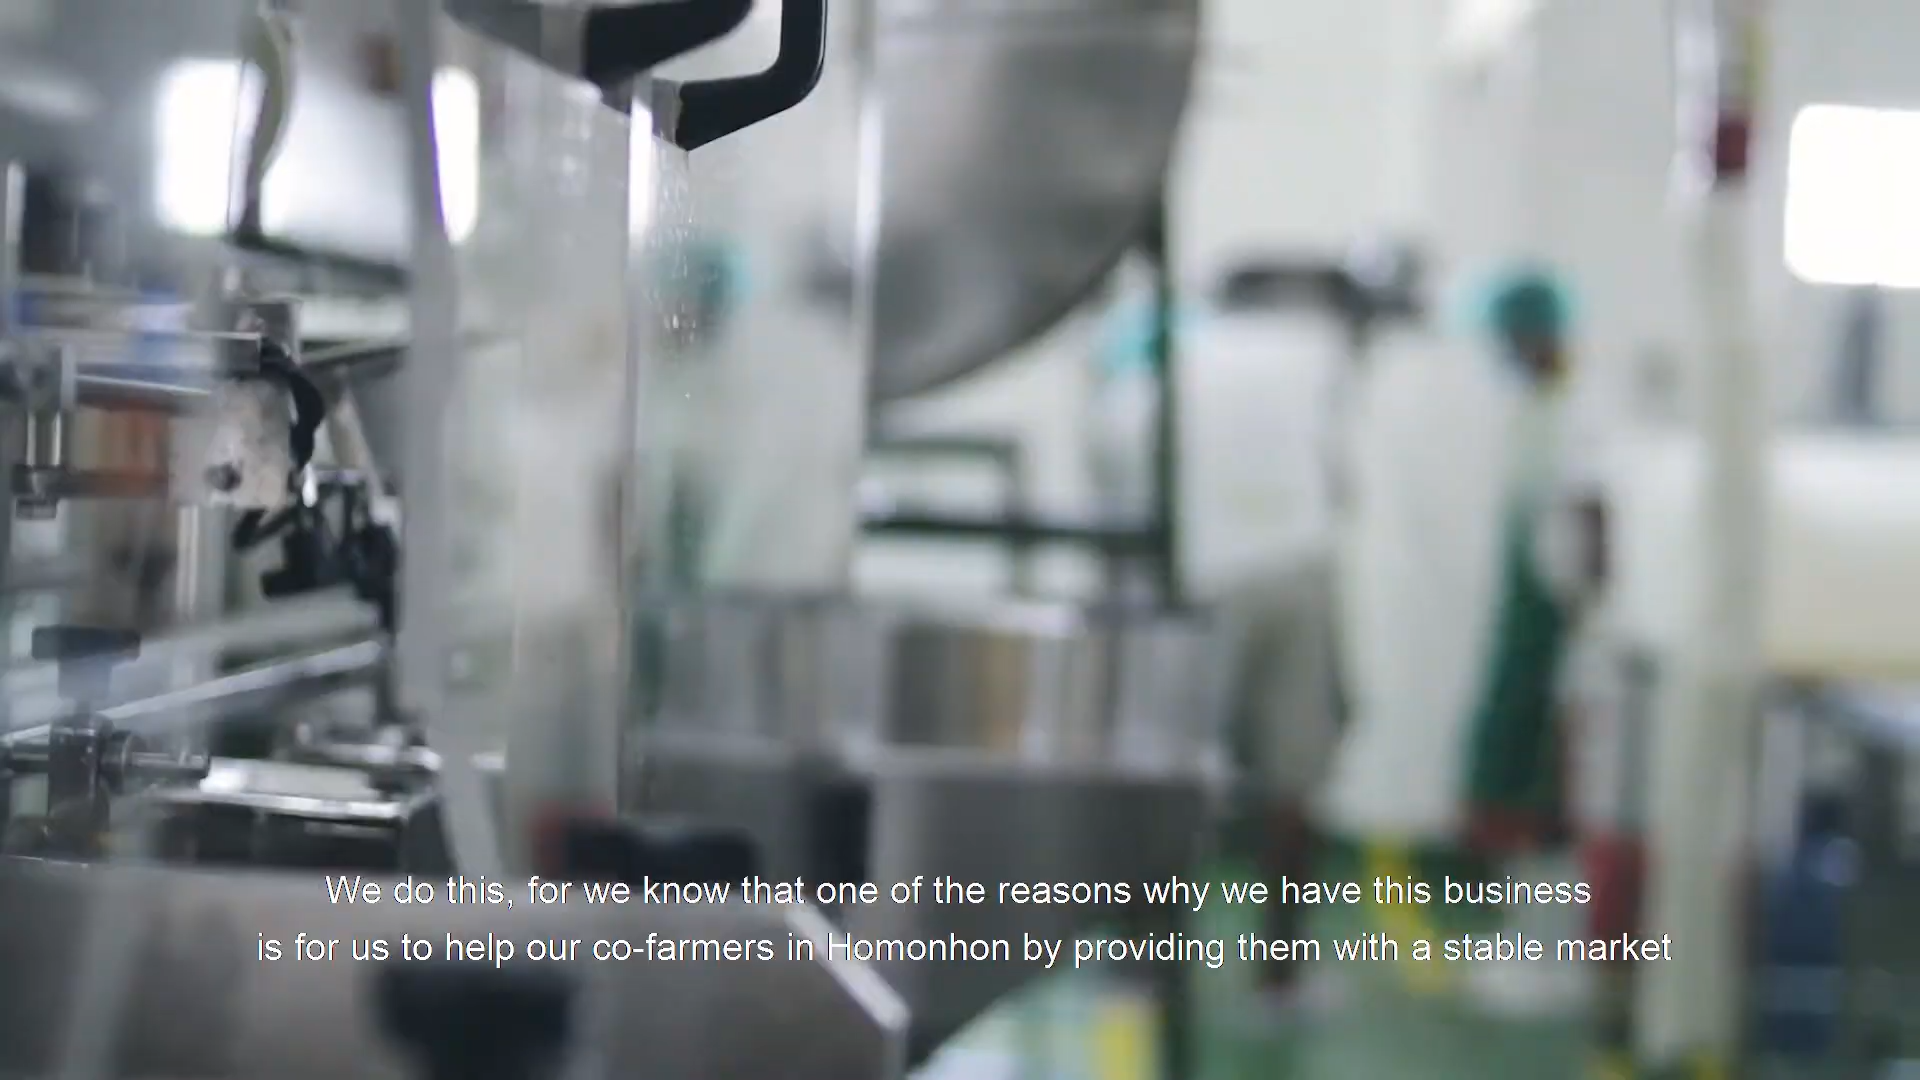 We do this, for we know that one of the reasons why we have this business
is for us to help our co-farmers in Homonhon by providing them with a stable market